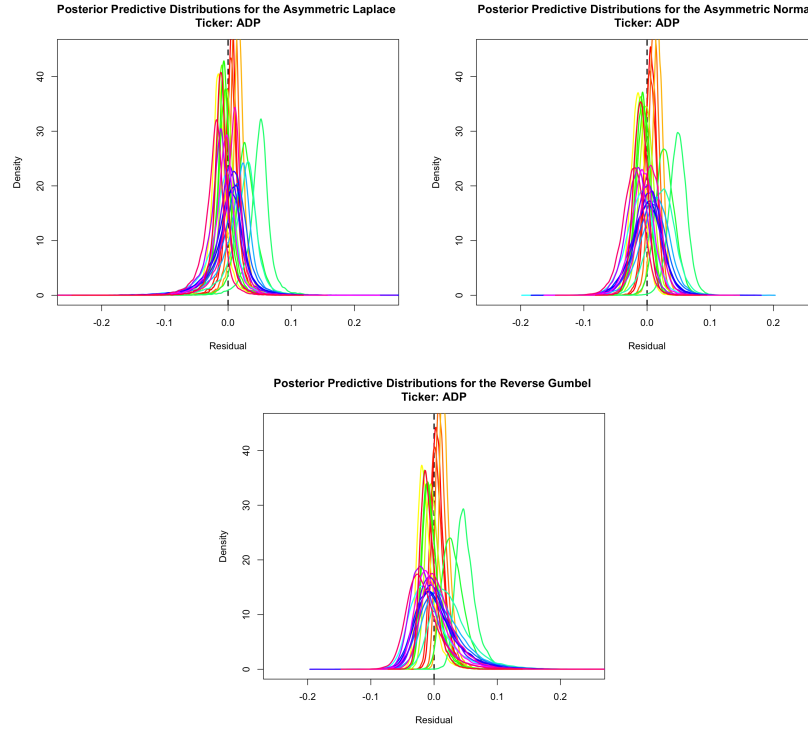 Posterior Predictive Distributions for the Asymmetric Laplace
Ticker: ADP
Density
0
10
20
30
40
-0.2
-0.1
0.0
0.1
0.2
Residual
Posterior Predictive Distributions for the Asymmetric Norma
Ticker: ADP
Density
0
10
20
30
40
-0.2
-0.1
0.0
0.1
0.2
Residual
Posterior Predictive Distributions for the Reverse Gumbel
Ticker: ADP
Density
0
10
20
30
40
-0.2
-0.1
0.0
0.1
0.2
Residual